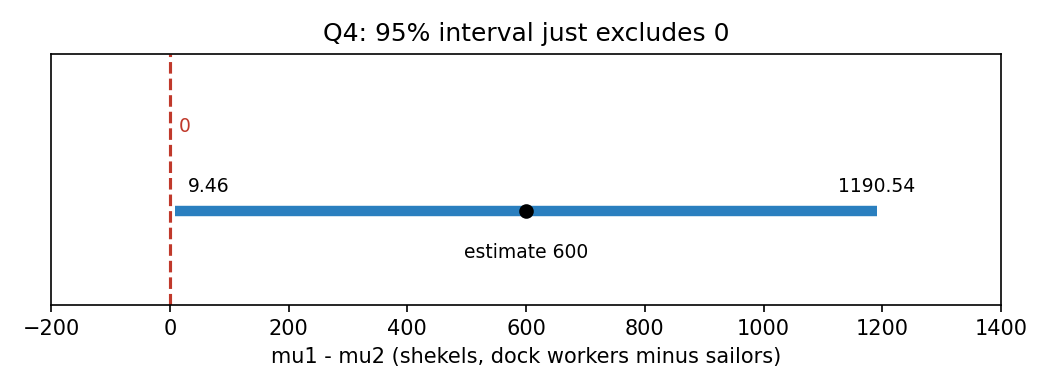 Q4: 95% interval just excludes 0
0
9.46
1190.54
estimate 600
−200 0 200 400 600 800 1000 1200 1400
mu1 - mu2 (shekels, dock workers minus sailors)